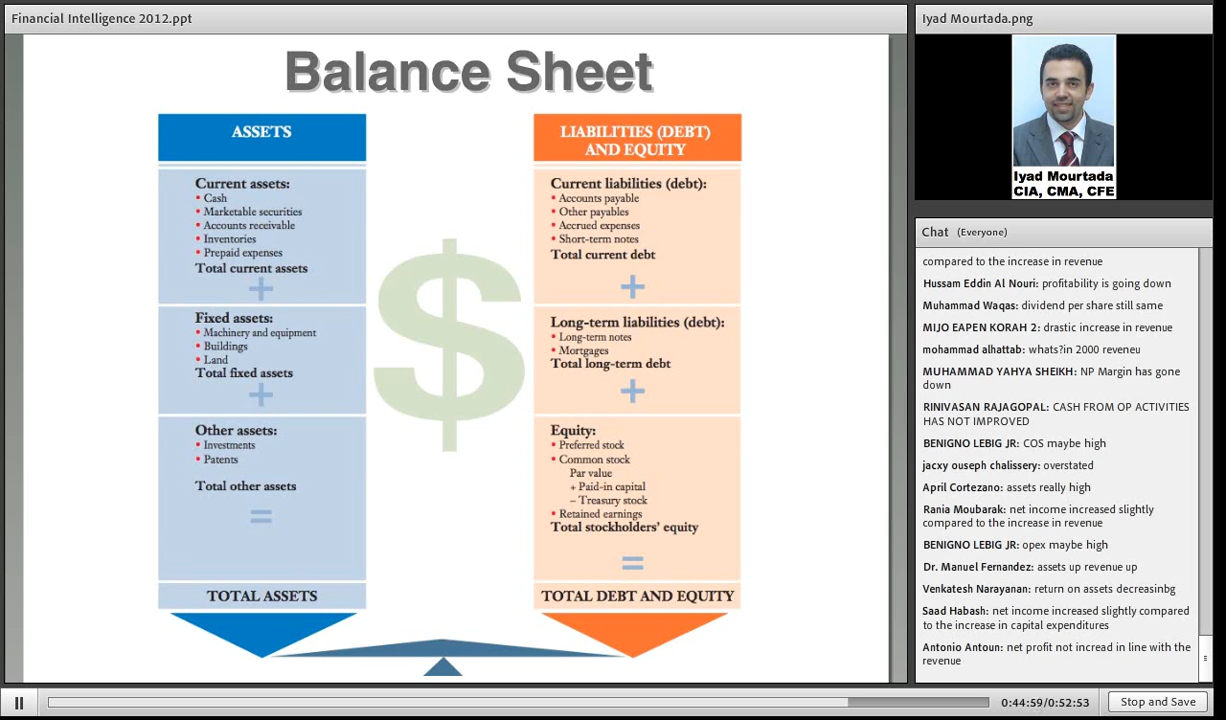 Financial Intelligence 2012.ppt
Balance Sheet
ASSETS
Current assets:
• Cash
• Marketable securities
• Accounts receivable
• Inventories
• Prepaid expenses
Total current assets
+
Fixed assets:
• Machinery and equipment
• Buildings
• Land
Total fixed assets
+
Other assets:
• Investments
• Patents
Total other assets
=
TOTAL ASSETS
$
LIABILITIES (DEBT)
AND EQUITY
Current liabilities (debt):
• Accounts payable
• Other payables
• Accrued expenses
• Short-term notes
Total current debt
+
Long-term liabilities (debt):
• Long-term notes
• Mortgages
Total long-term debt
+
Equity:
• Preferred stock
• Common stock
Par value
+ Paid-in capital
– Treasury stock
• Retained earnings
Total stockholders' equity
=
TOTAL DEBT AND EQUITY
Iyad Mourtada.png
Iyad Mourtada
CIA, CMA, CFE
Chat (Everyone)
compared to the increase in revenue
Hussam Eddin Al Nouri: profitability is going down
Muhammad Waqas: dividend per share still same
MIJO EAPEN KORAH 2: drastic increase in revenue
mohammad alhattab: whats?in 2000 reveneu
MUHAMMAD YAHYA SHEIKH: NP Margin has gone
down
RINIVASAN RAJAGOPAL: CASH FROM OP ACTIVITIES
HAS NOT IMPROVED
BENIGNO LEBIG JR: COS maybe high
jacxy ouseph chalissery: overstated
April Cortezano: assets really high
Rania Moubarak: net income increased slightly
compared to the increase in revenue
BENIGNO LEBIG JR: opex maybe high
Dr. Manuel Fernandez: assets up revenue up
Venkatesh Narayanan: return on assets decreasinbg
Saad Habash: net income increased slightly compared
to the increase in capital expenditures
Antonio Antoun: net profit not incread in line with the
revenue
0:44:59/0:52:53
Stop and Save